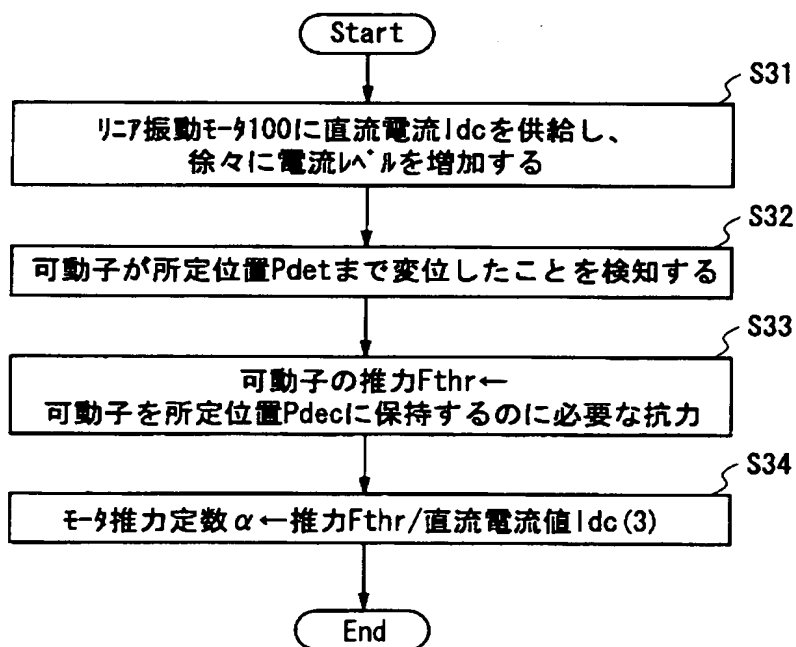 Start
S31
リニア振動モータ100に直流電流Idcを供給し、
徐々に電流レベルを増加する
S32
可動子が所定位置Pdetまで変位したことを検知する
S33
可動子の推力Fthr←
可動子を所定位置Pdecに保持するのに必要な抗力
S34
モータ推力定数α←推力Fthr/直流電流値Idc(3)
End